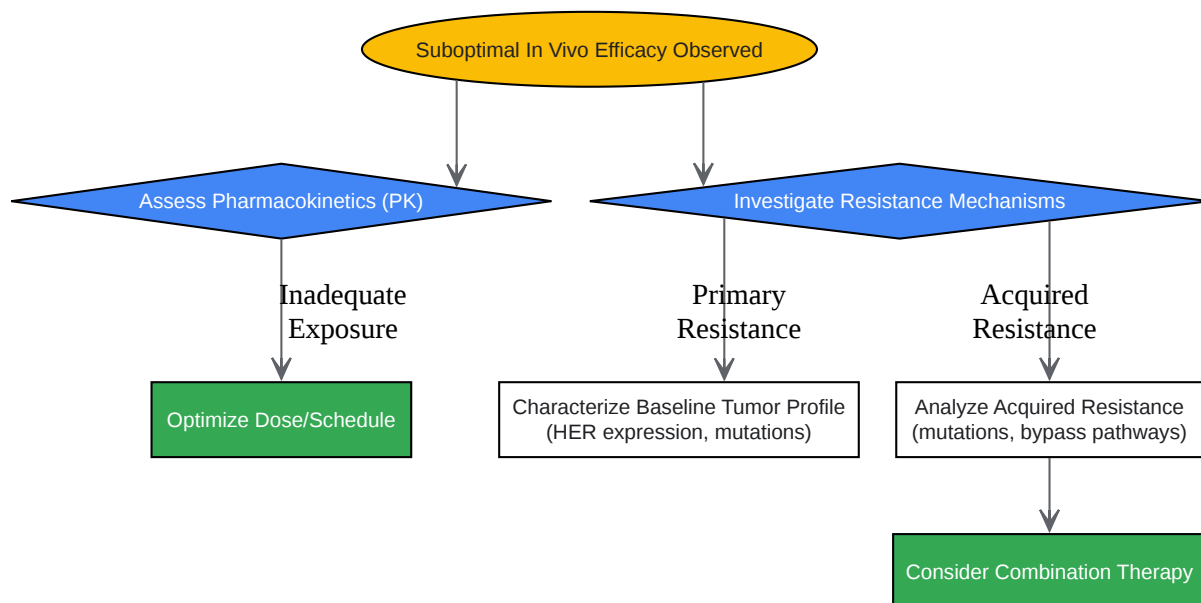 Suboptimal In Vivo Efficacy Observed
Assess Pharmacokinetics (PK)
Investigate Resistance Mechanisms
Inadequate
Exposure
Primary
Resistance
Acquired
Resistance
Optimize Dose/Schedule
Characterize Baseline Tumor Profile
(HER expression, mutations)
Analyze Acquired Resistance
(mutations, bypass pathways)
Consider Combination Therapy